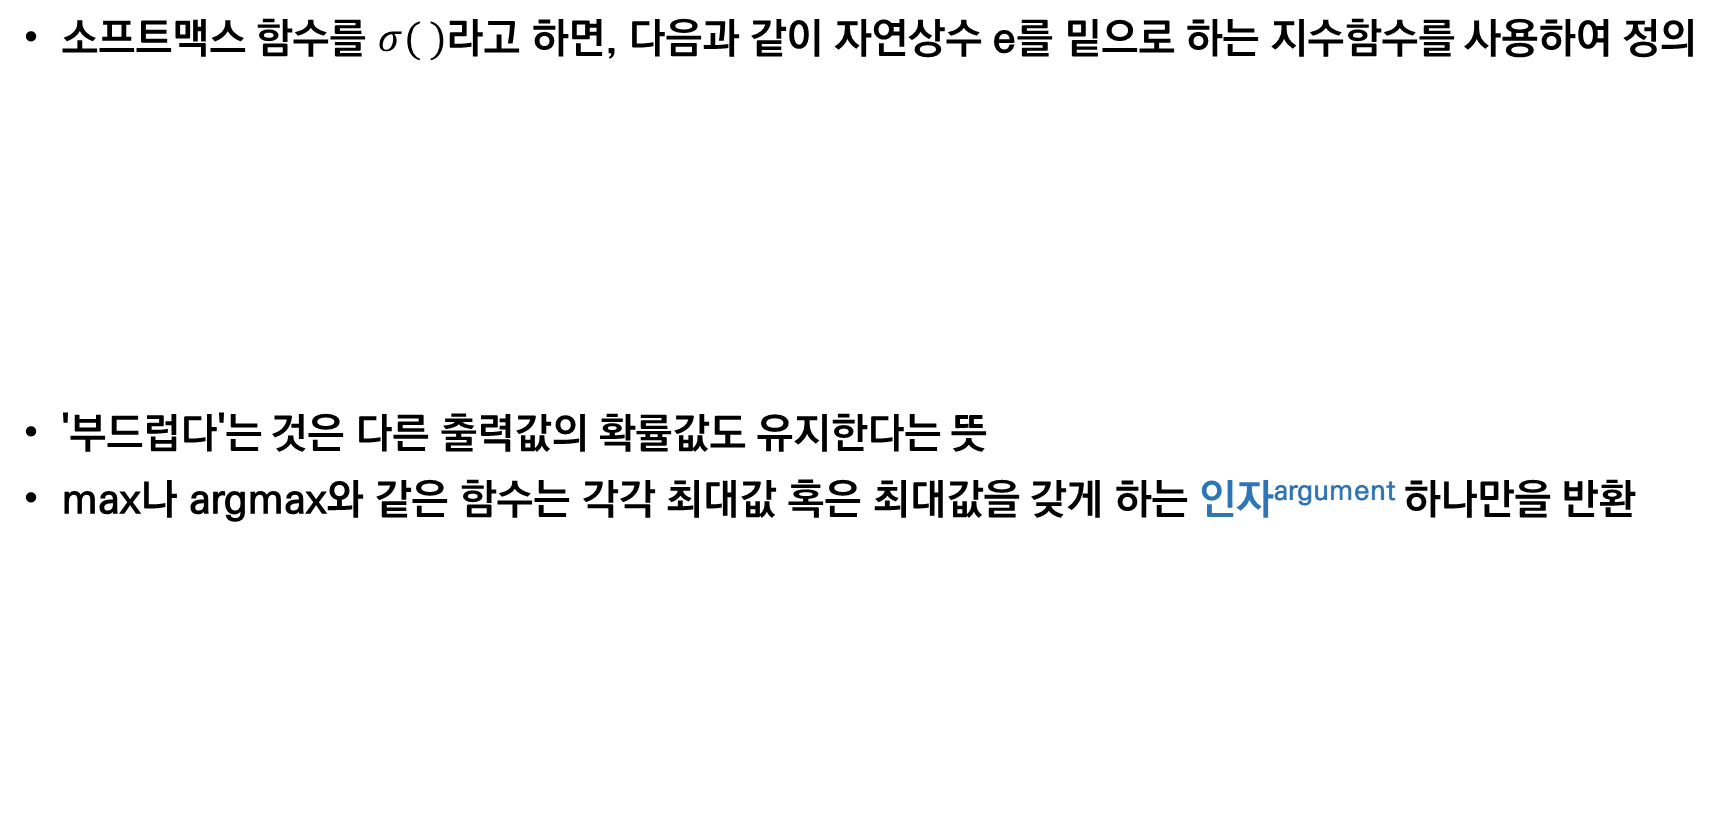 • 소프트맥스 함수를 σ( )라고 하면, 다음과 같이 자연상수 e를 밑으로 하는 지수함수를 사용하여 정의
• '부드럽다'는 것은 다른 출력값의 확률값도 유지한다는 뜻
• max나 argmax와 같은 함수는 각각 최대값 혹은 최대값을 갖게 하는 인자argument 하나만을 반환